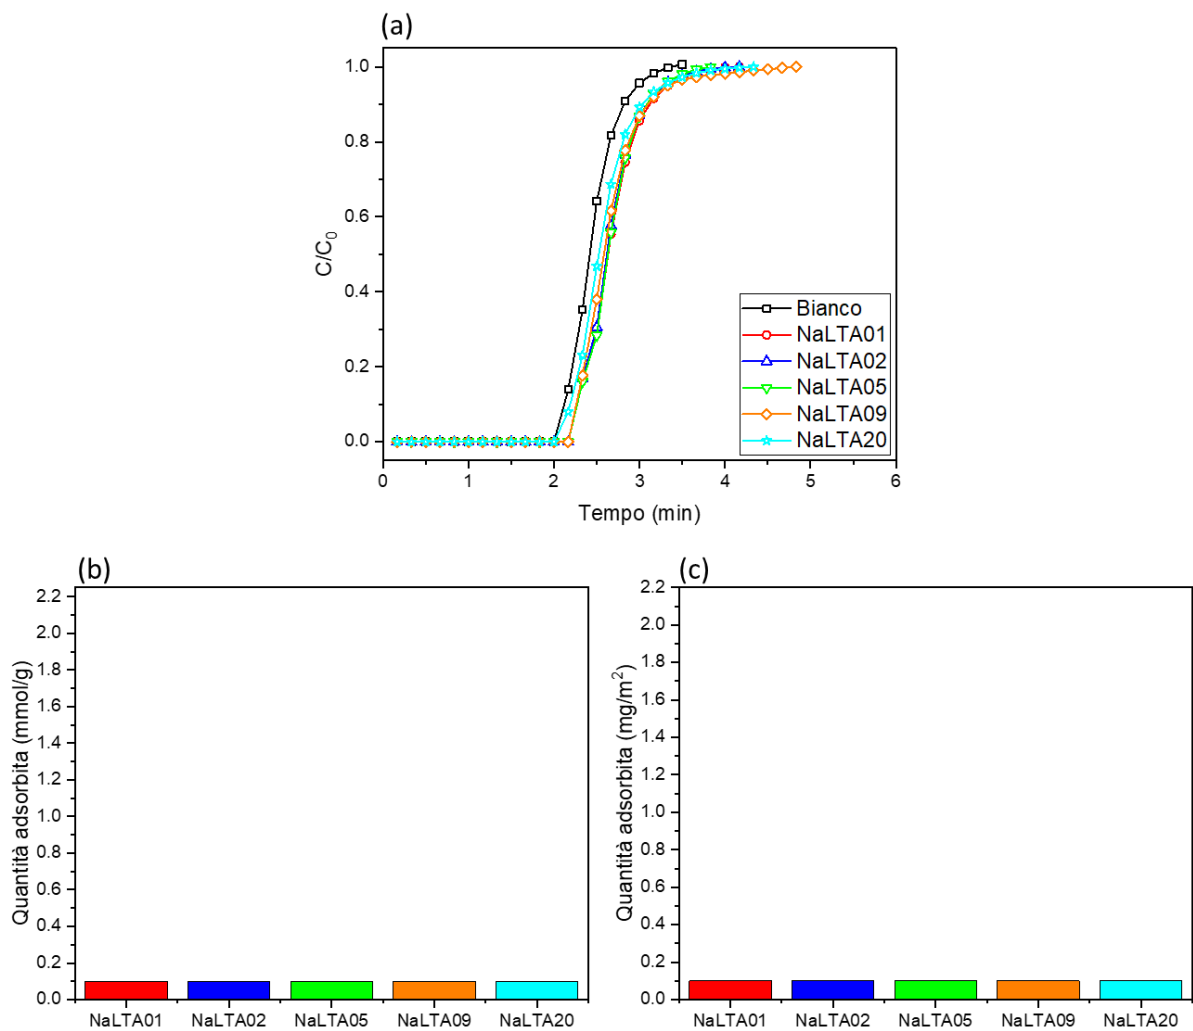 (a)
1.0
0.8
0.6
0.4
0.2
0.0
C/C0
0 1 2 3 4 5 6
Tempo (min)
Bianco
NaLTA01
NaLTA02
NaLTA05
NaLTA09
NaLTA20
(b)
2.2
2.0
1.8
1.6
1.4
1.2
1.0
0.8
0.6
0.4
0.2
0.0
Quantità adsorbita (mmol/g)
NaLTA01 NaLTA02 NaLTA05 NaLTA09 NaLTA20
(c)
2.2
2.0
1.8
1.6
1.4
1.2
1.0
0.8
0.6
0.4
0.2
0.0
Quantità adsorbita (mg/m²)
NaLTA01 NaLTA02 NaLTA05 NaLTA09 NaLTA20